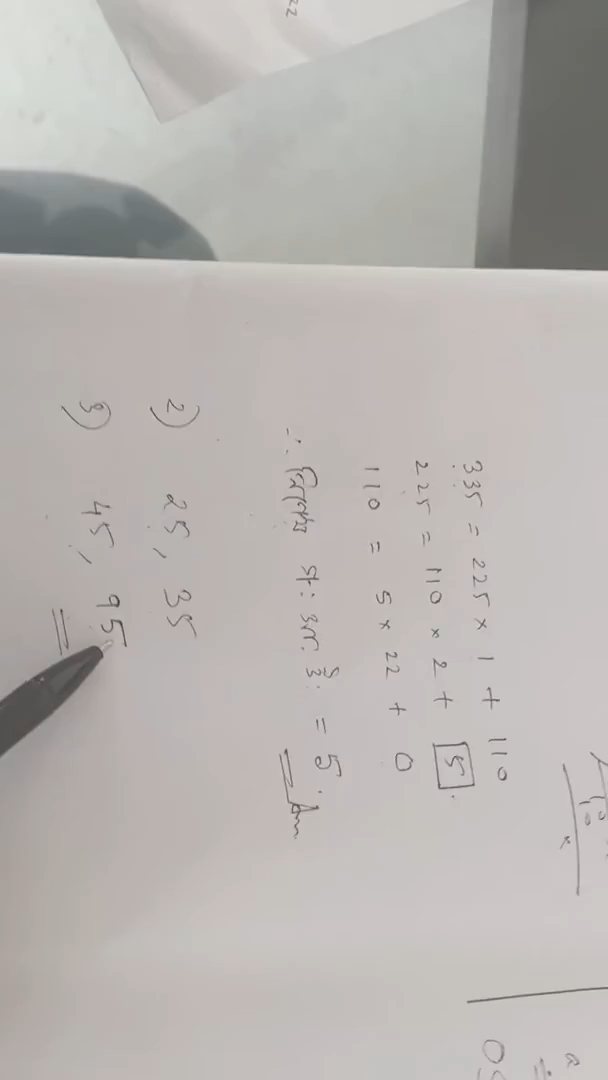 335 = 225 × 1 + 110
225 = 110 × 2 + 5.
110 = 5 × 22 + 0
= 5. Ans
2) 25, 35
3) 45, 95